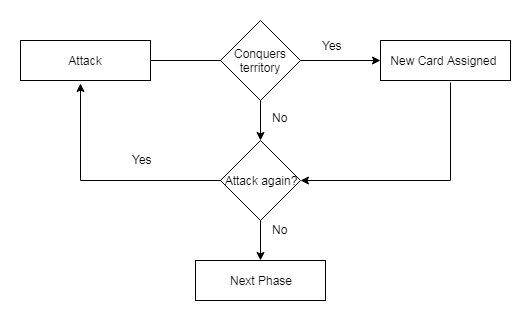 Attack
Conquers
territory
Yes
New Card Assigned
No
Yes
Attack again?
No
Next Phase